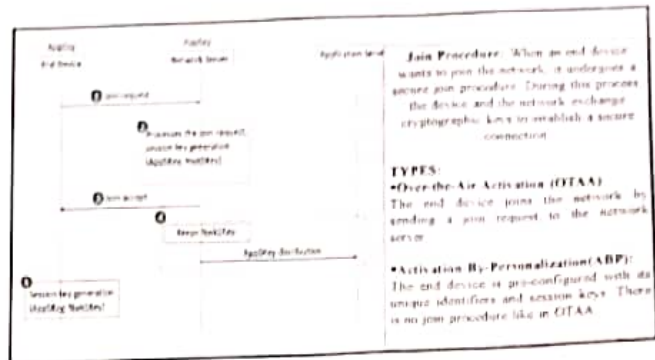 AppKey
End Device
AppKey
Network Server
Application Server
1 Join request
2 Processes the join request,
session key generation
(AppSKey, NwkSKey)
3 Join accept
4
Keeps NwkSKey
AppSKey distribution
5
Session key generation
(AppSKey, NwkSKey)
Join Procedure: When an end device
wants to join the network, it undergoes a
secure join procedure. During this process
the device and the network exchange
cryptographic keys to establish a secure
connection
TYPES:
•Over-the-Air Activation (OTAA)
The end device joins the network by
sending a join request to the network
server
•Activation By-Personalization(ABP):
The end device is pre-configured with its
unique identifiers and session keys. There
is no join procedure like in OTAA